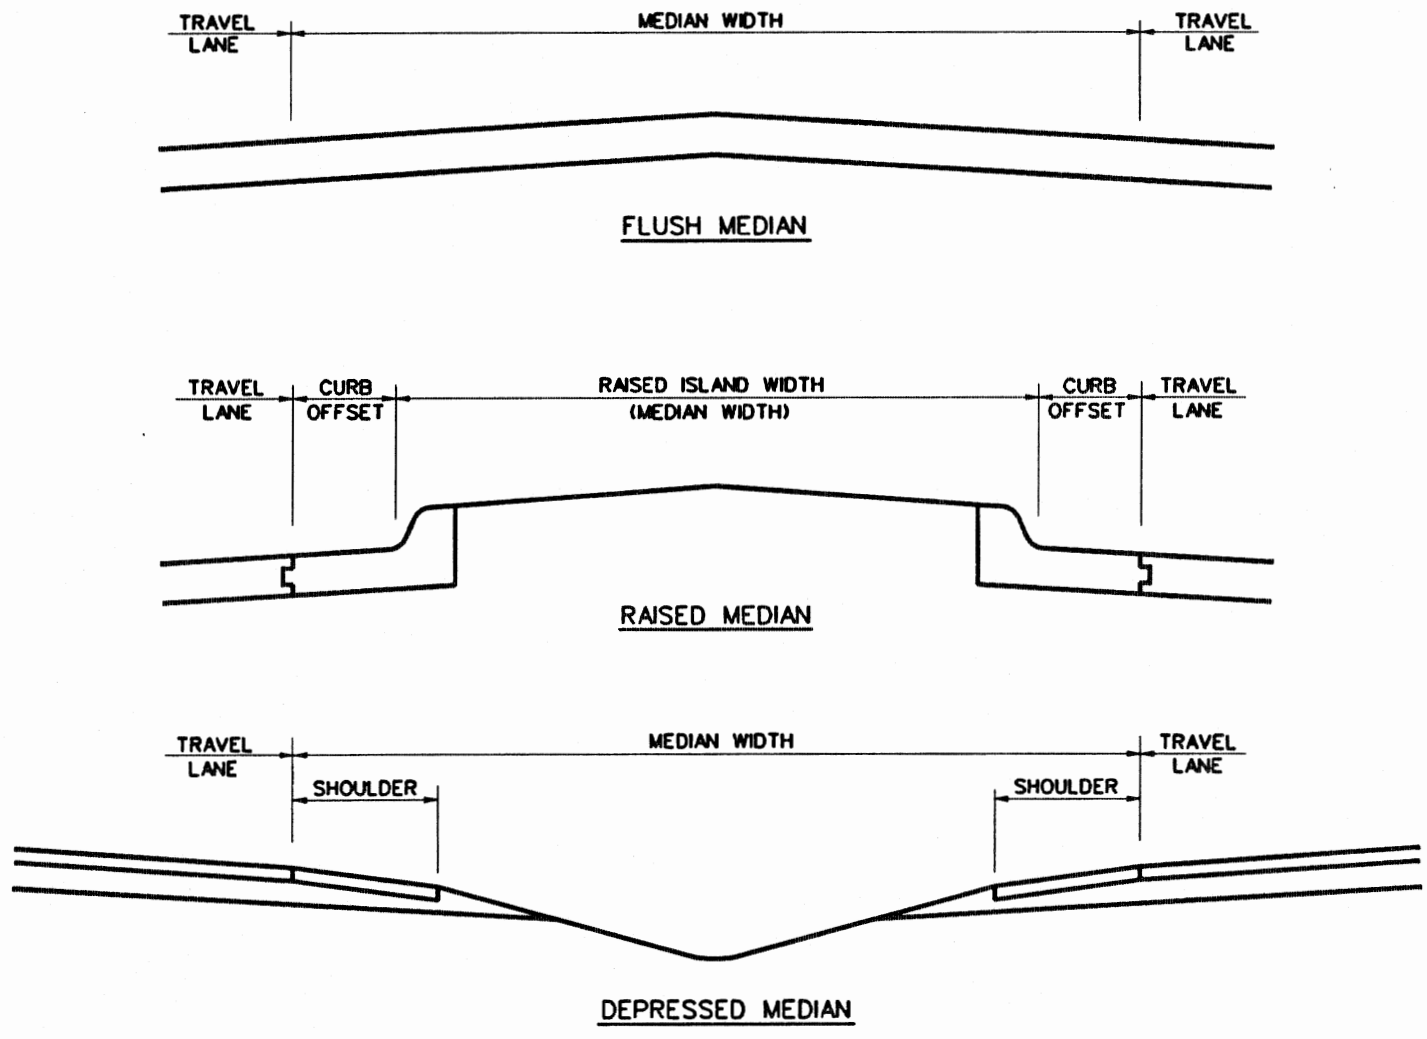 TRAVEL LANE
MEDIAN WIDTH
TRAVEL LANE
FLUSH MEDIAN
TRAVEL LANE
CURB OFFSET
RAISED ISLAND WIDTH
(MEDIAN WIDTH)
CURB OFFSET
TRAVEL LANE
RAISED MEDIAN
TRAVEL LANE
MEDIAN WIDTH
TRAVEL LANE
SHOULDER
SHOULDER
DEPRESSED MEDIAN